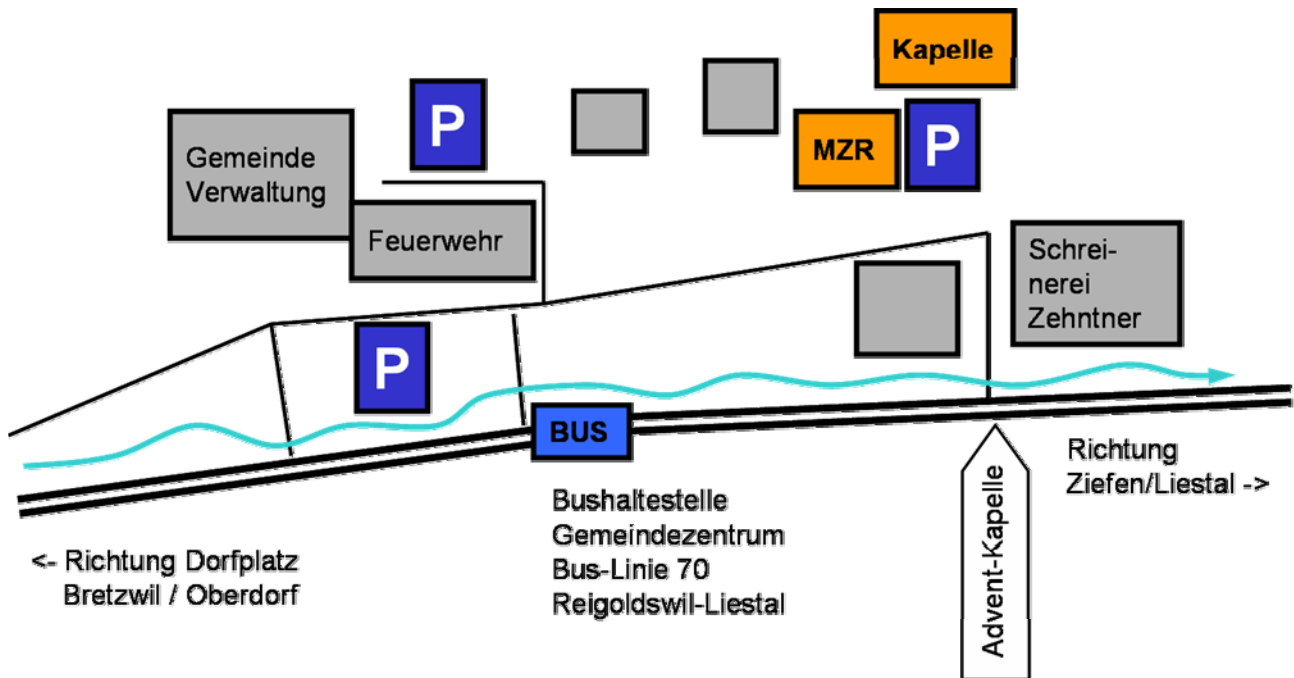 Kapelle
P
MZR
P
Gemeinde
Verwaltung
Feuerwehr
Schrei-
nerei
Zehntner
P
BUS
Bushaltestelle
Gemeindezentrum
Bus-Linie 70
Reigoldswil-Liestal
<- Richtung Dorfplatz
Bretzwil / Oberdorf
Advent-Kapelle
Richtung
Ziefen/Liestal ->